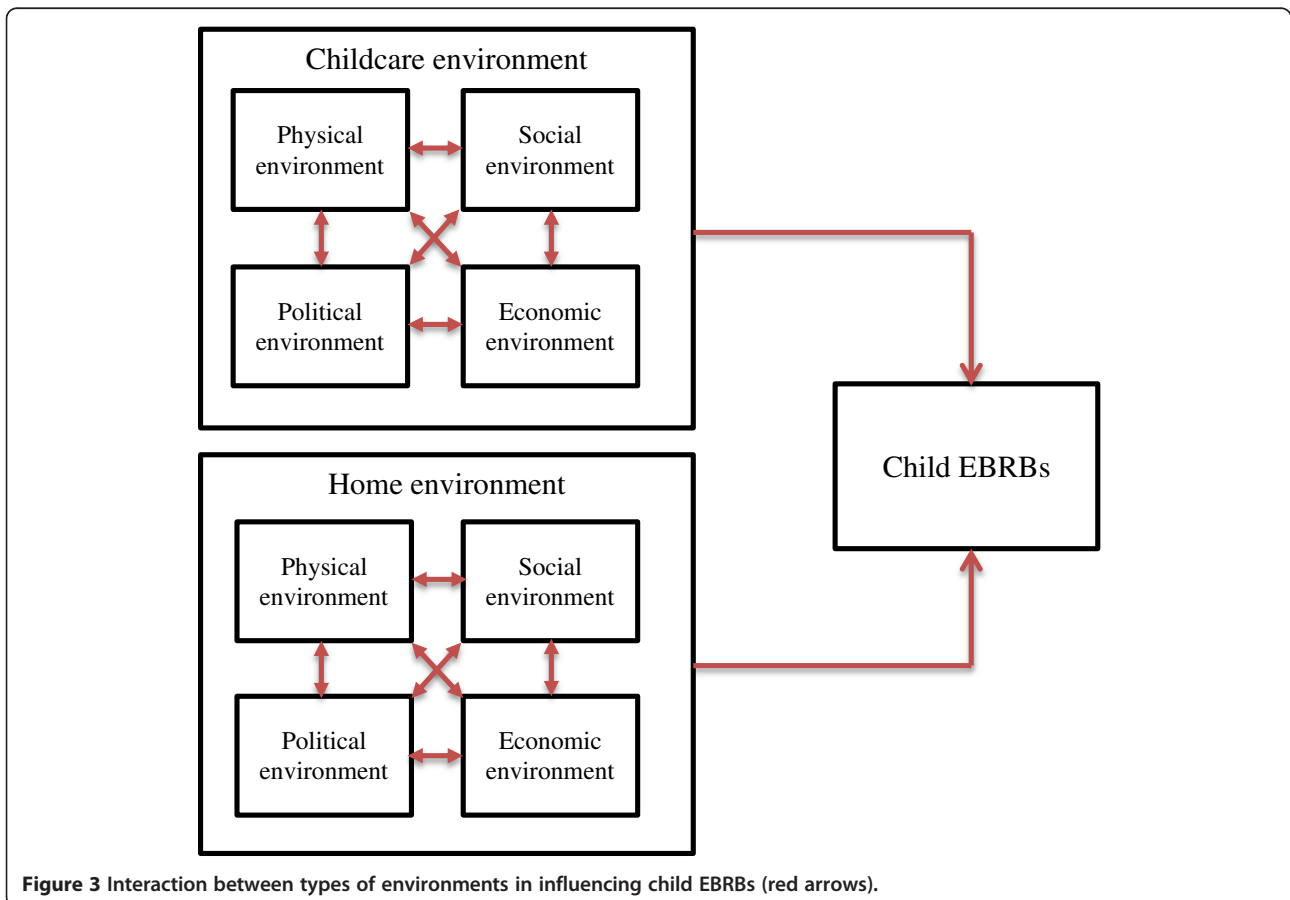 Childcare environment
Physical
environment
Social
environment
Political
environment
Economic
environment
Home environment
Physical
environment
Social
environment
Political
environment
Economic
environment
Child EBRBs
Figure 3 Interaction between types of environments in influencing child EBRBs (red arrows).